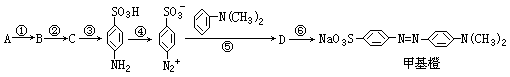 A ① B ② C ③ SO₃H NH₂ ④ SO₃⁻ N₂⁺ N(CH₃)₂ ⑤ D ⑥ NaO₃S N=N N(CH₃)₂
甲基橙